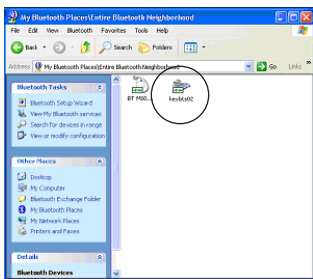 My Bluetooth Places\Entire Bluetooth Neighborhood
File Edit View Bluetooth Favorites Tools Help
Back Search Folders
Address My Bluetooth Places\Entire Bluetooth Neighborhood Go Links »
Bluetooth Tasks
Bluetooth Setup Wizard
View My Bluetooth services
Search for devices in range
View or modify configuration
Other Places
Desktop
My Computer
Bluetooth Exchange Folder
My Bluetooth Places
My Network Places
Printers and Faxes
Details
Bluetooth Devices
BT keybts02